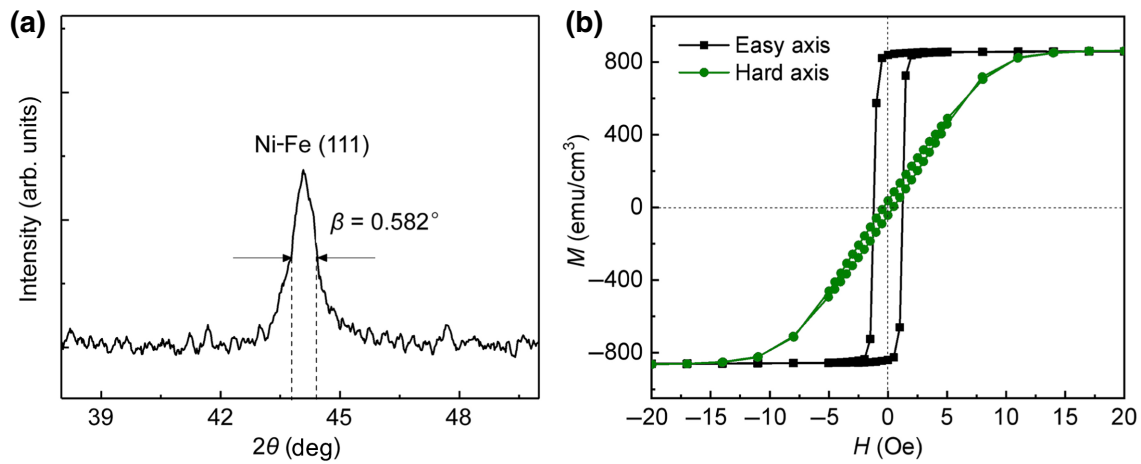 (a)
Intensity (arb. units)
Ni-Fe (111)
β = 0.582°
39
42
45
48
2θ (deg)
(b)
Easy axis
Hard axis
M (emu/cm³)
800
400
0
−400
−800
−20
−15
−10
−5
0
5
10
15
20
H (Oe)